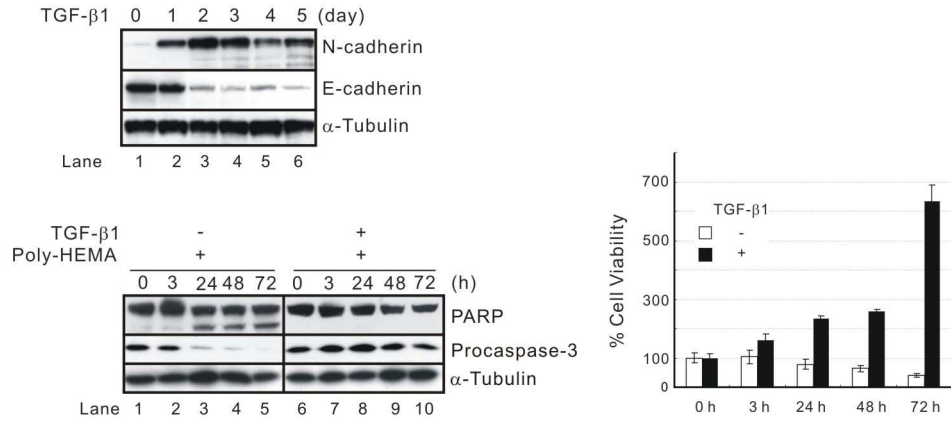 TGF-β1 0 1 2 3 4 5 (day)
N-cadherin
E-cadherin
α-Tubulin
Lane 1 2 3 4 5 6
TGF-β1 - +
Poly-HEMA + +
0 3 24 48 72 0 3 24 48 72 (h)
PARP
Procaspase-3
α-Tubulin
Lane 1 2 3 4 5 6 7 8 9 10
% Cell Viability
700
500
300
100
0
TGF-β1
-
+
0 h 3 h 24 h 48 h 72 h